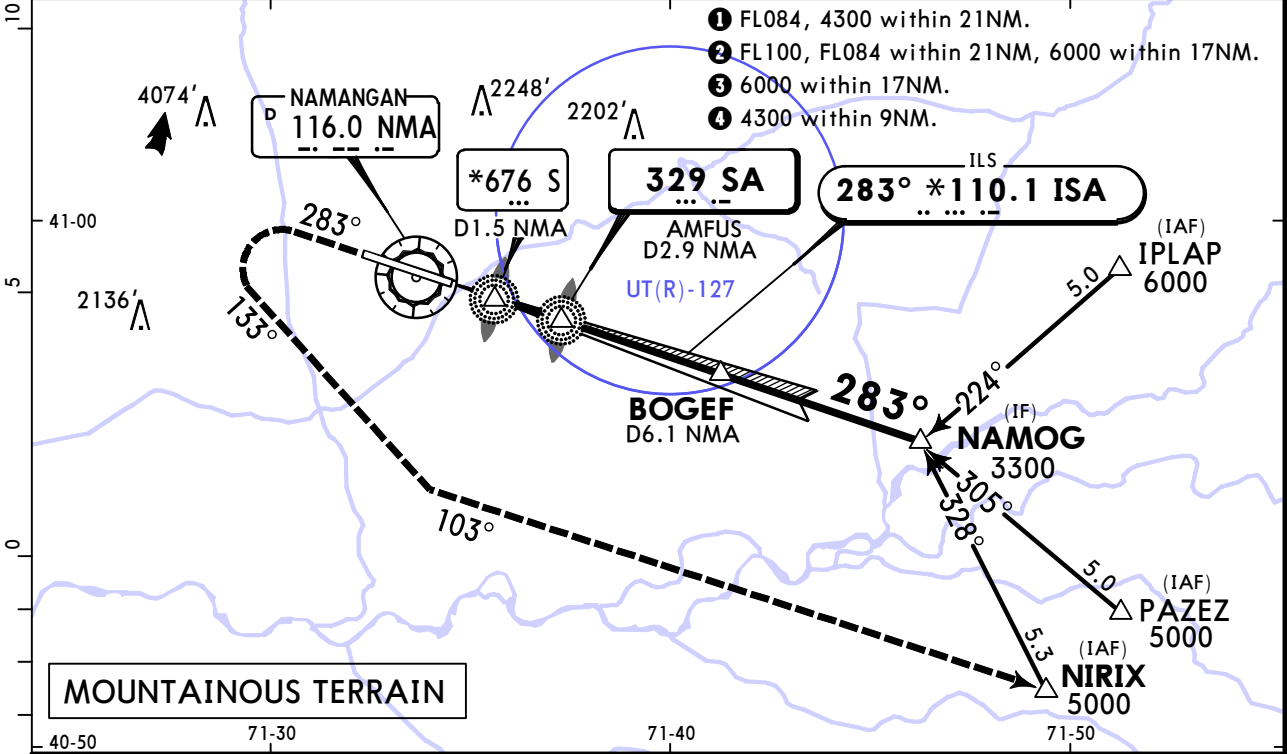 10
❶ FL084, 4300 within 21NM.
❷ FL100, FL084 within 21NM, 6000 within 17NM.
❸ 6000 within 17NM.
❹ 4300 within 9NM.
4074'
NAMANGAN
D 116.0 NMA
2248'
2202'
*676 S
D1.5 NMA
329 SA
AMFUS
D2.9 NMA
ILS
283° *110.1 ISA
41-00
283°
(IAF)
IPLAP
6000
5.0
5
UT(R)-127
2136'
133°
224°
283°
BOGEF
D6.1 NMA
(IF)
NAMOG
3300
305°
328°
103°
0
5.0
(IAF)
PAZEZ
5000
5.3
(IAF)
NIRIX
5000
MOUNTAINOUS TERRAIN
71-30
71-40
71-50
40-50